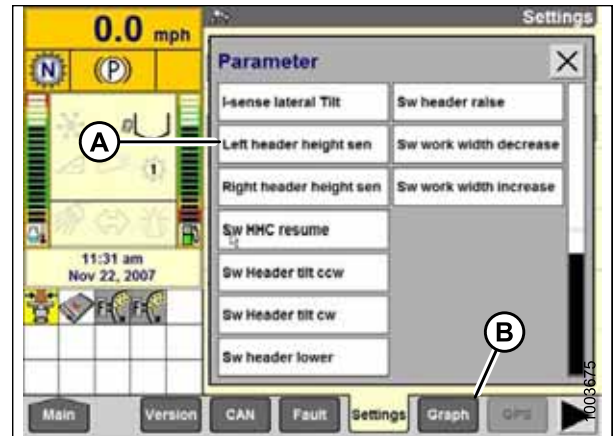 0.0 mph
Settings
N
(P)
Parameter
I-sense lateral Tilt
Sw header raise
A
Left header height sen
Sw work width decrease
Right header height sen
Sw work width increase
1
Sw HHC resume
11:31 am
Nov 22, 2007
Sw Header tilt ccw
Sw Header tilt cw
B
Sw header lower
1003675
Main
Version
CAN
Fault
Settings
Graph
GPS